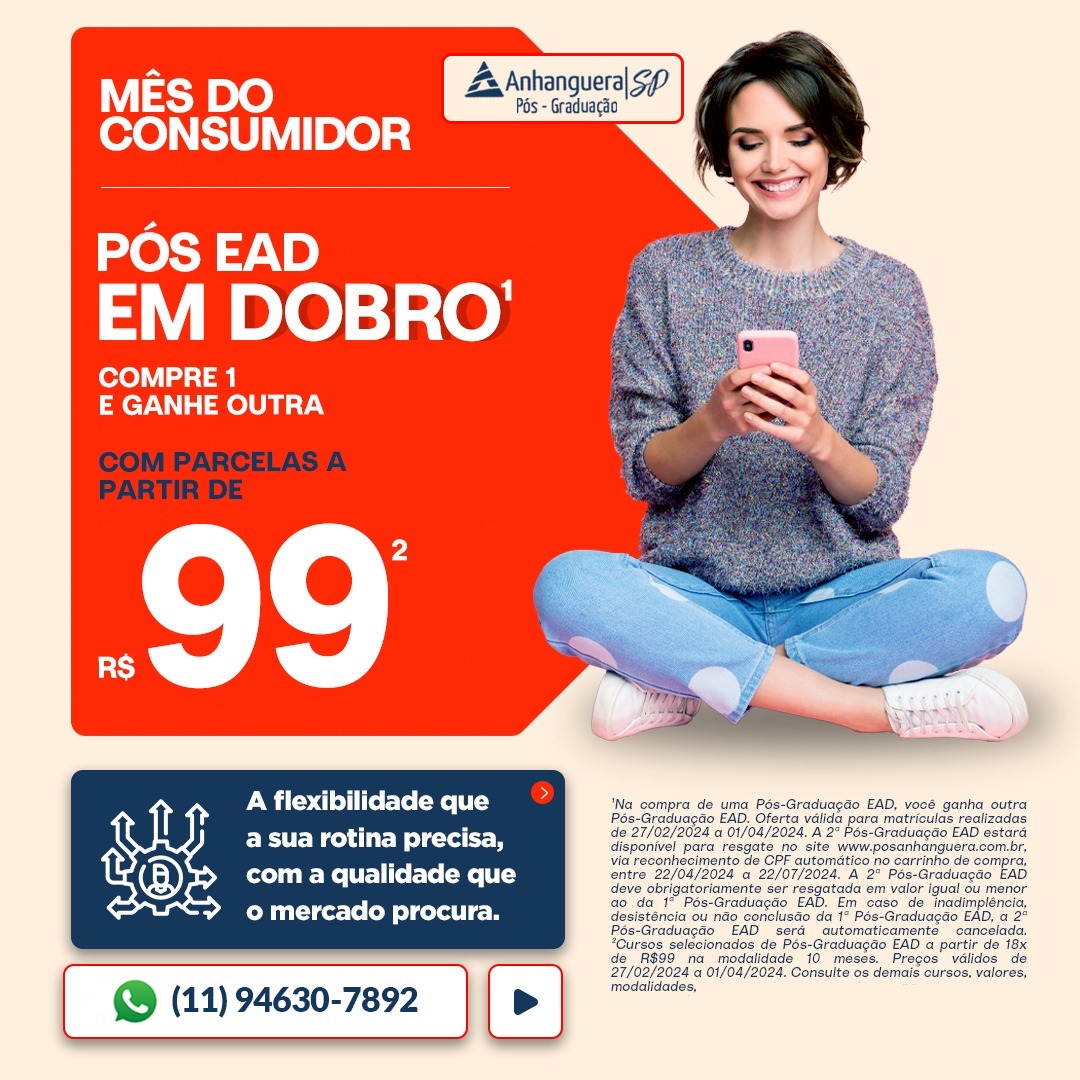 MÊS DO
CONSUMIDOR
Anhanguera|SP
Pós - Graduação
PÓS EAD
EM DOBRO¹
COMPRE 1
E GANHE OUTRA
COM PARCELAS A
PARTIR DE
R$ 99²
A flexibilidade que
a sua rotina precisa,
com a qualidade que
o mercado procura.
(11) 94630-7892
¹Na compra de uma Pós-Graduação EAD, você ganha outra
Pós-Graduação EAD. Oferta válida para matrículas realizadas
de 27/02/2024 a 01/04/2024. A 2ª Pós-Graduação EAD estará
disponível para resgate no site www.posanhanguera.com.br,
via reconhecimento de CPF automático no carrinho de compra,
entre 22/04/2024 a 22/07/2024. A 2ª Pós-Graduação EAD
deve obrigatoriamente ser resgatada em valor igual ou menor
ao da 1ª Pós-Graduação EAD. Em caso de inadimplência,
desistência ou não conclusão da 1ª Pós-Graduação EAD, a 2ª
Pós-Graduação EAD será automaticamente cancelada.
²Cursos selecionados de Pós-Graduação EAD a partir de 18x
de R$99 na modalidade 10 meses. Preços válidos de
27/02/2024 a 01/04/2024. Consulte os demais cursos, valores,
modalidades,